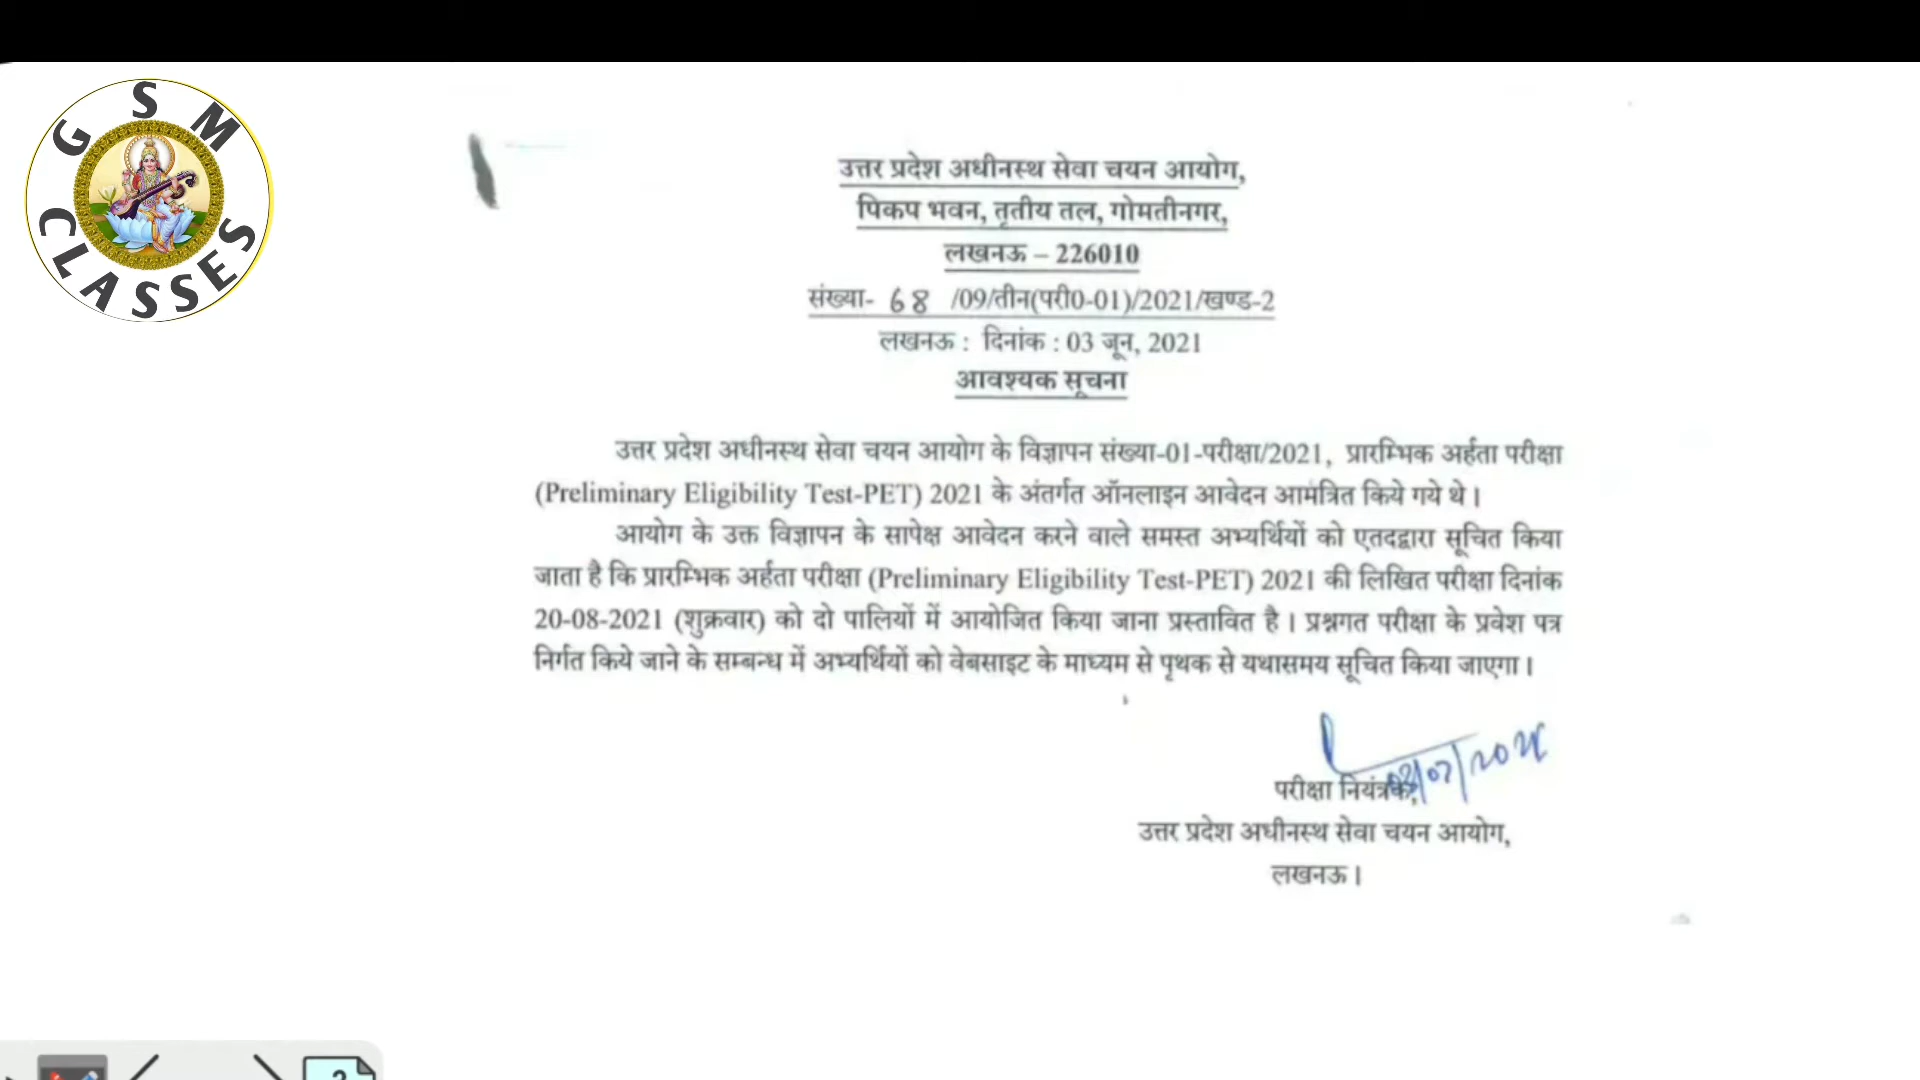 GSM CLASSES
उत्तर प्रदेश अधीनस्थ सेवा चयन आयोग,
पिकप भवन, तृतीय तल, गोमतीनगर,
लखनऊ – 226010
संख्या- 68 /09/तीन(परी0-01)/2021/खण्ड-2
लखनऊ : दिनांक : 03 जून, 2021
आवश्यक सूचना
उत्तर प्रदेश अधीनस्थ सेवा चयन आयोग के विज्ञापन संख्या-01-परीक्षा/2021, प्रारम्भिक अर्हता परीक्षा
(Preliminary Eligibility Test-PET) 2021 के अंतर्गत ऑनलाइन आवेदन आमंत्रित किये गये थे।
आयोग के उक्त विज्ञापन के सापेक्ष आवेदन करने वाले समस्त अभ्यर्थियों को एतदद्वारा सूचित किया
जाता है कि प्रारम्भिक अर्हता परीक्षा (Preliminary Eligibility Test-PET) 2021 की लिखित परीक्षा दिनांक
20-08-2021 (शुक्रवार) को दो पालियों में आयोजित किया जाना प्रस्तावित है। प्रश्नगत परीक्षा के प्रवेश पत्र
निर्गत किये जाने के सम्बन्ध में अभ्यर्थियों को वेबसाइट के माध्यम से पृथक से यथासमय सूचित किया जाएगा।
परीक्षा नियंत्रक,
उत्तर प्रदेश अधीनस्थ सेवा चयन आयोग,
लखनऊ।